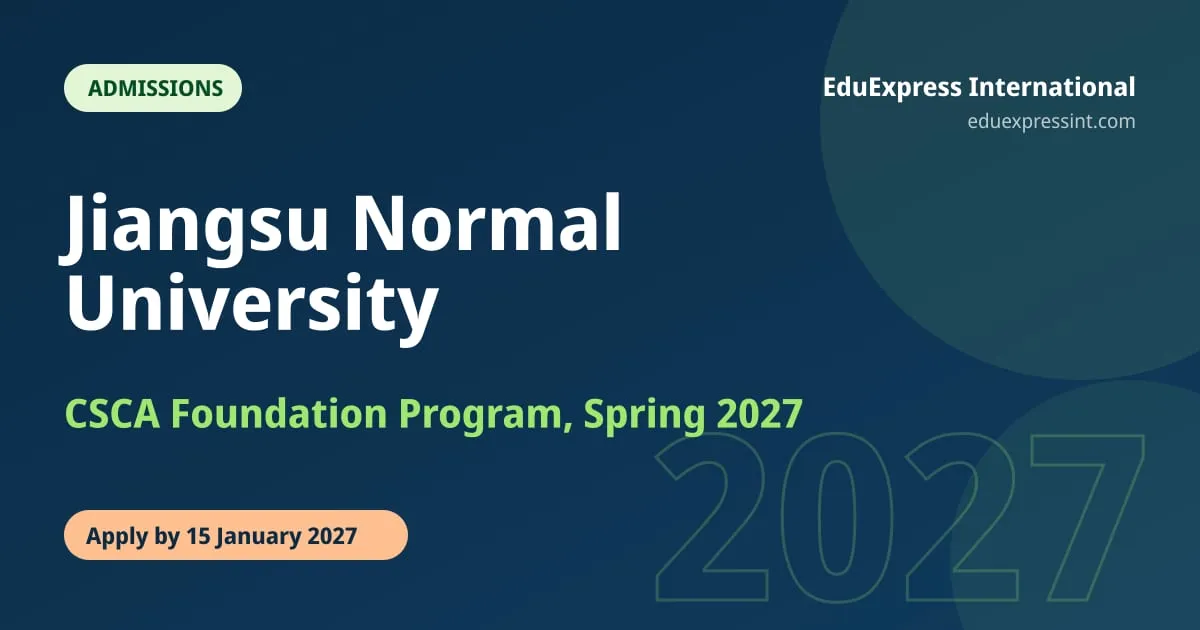 ADMISSIONS
EduExpress International
eduexpressint.com
Jiangsu Normal
University
CSCA Foundation Program, Spring 2027
2027
Apply by 15 January 2027